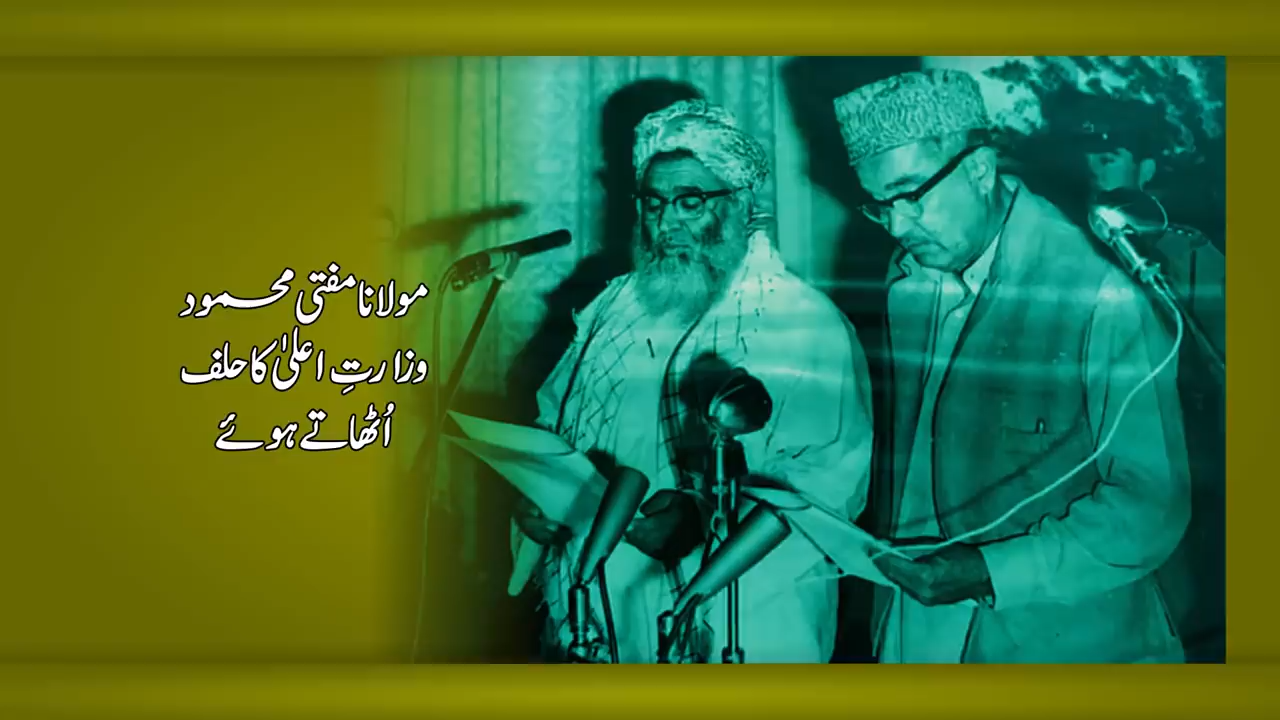 مولانا مفتی محمود
وزارتِ اعلیٰ کا حلف
اُٹھاتے ہوئے